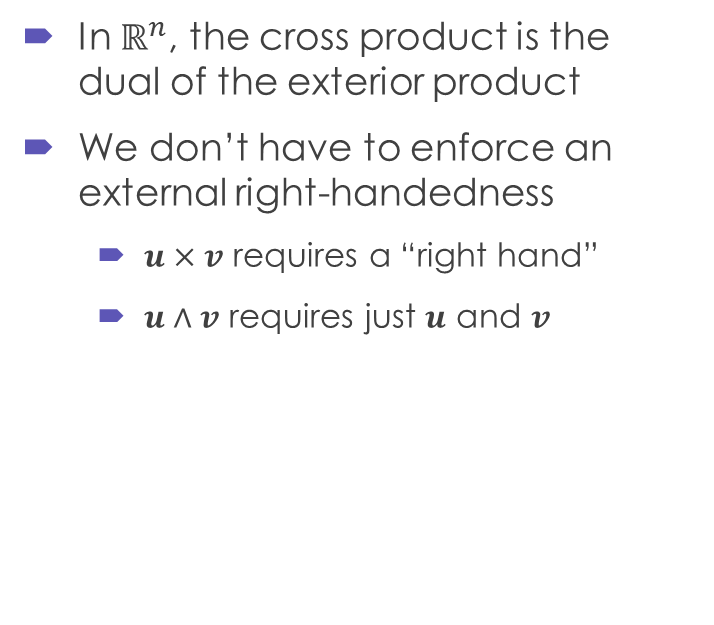 In ℝⁿ, the cross product is the
dual of the exterior product
We don’t have to enforce an
external right-handedness
𝒖 × 𝒗 requires a “right hand”
𝒖 ∧ 𝒗 requires just 𝒖 and 𝒗